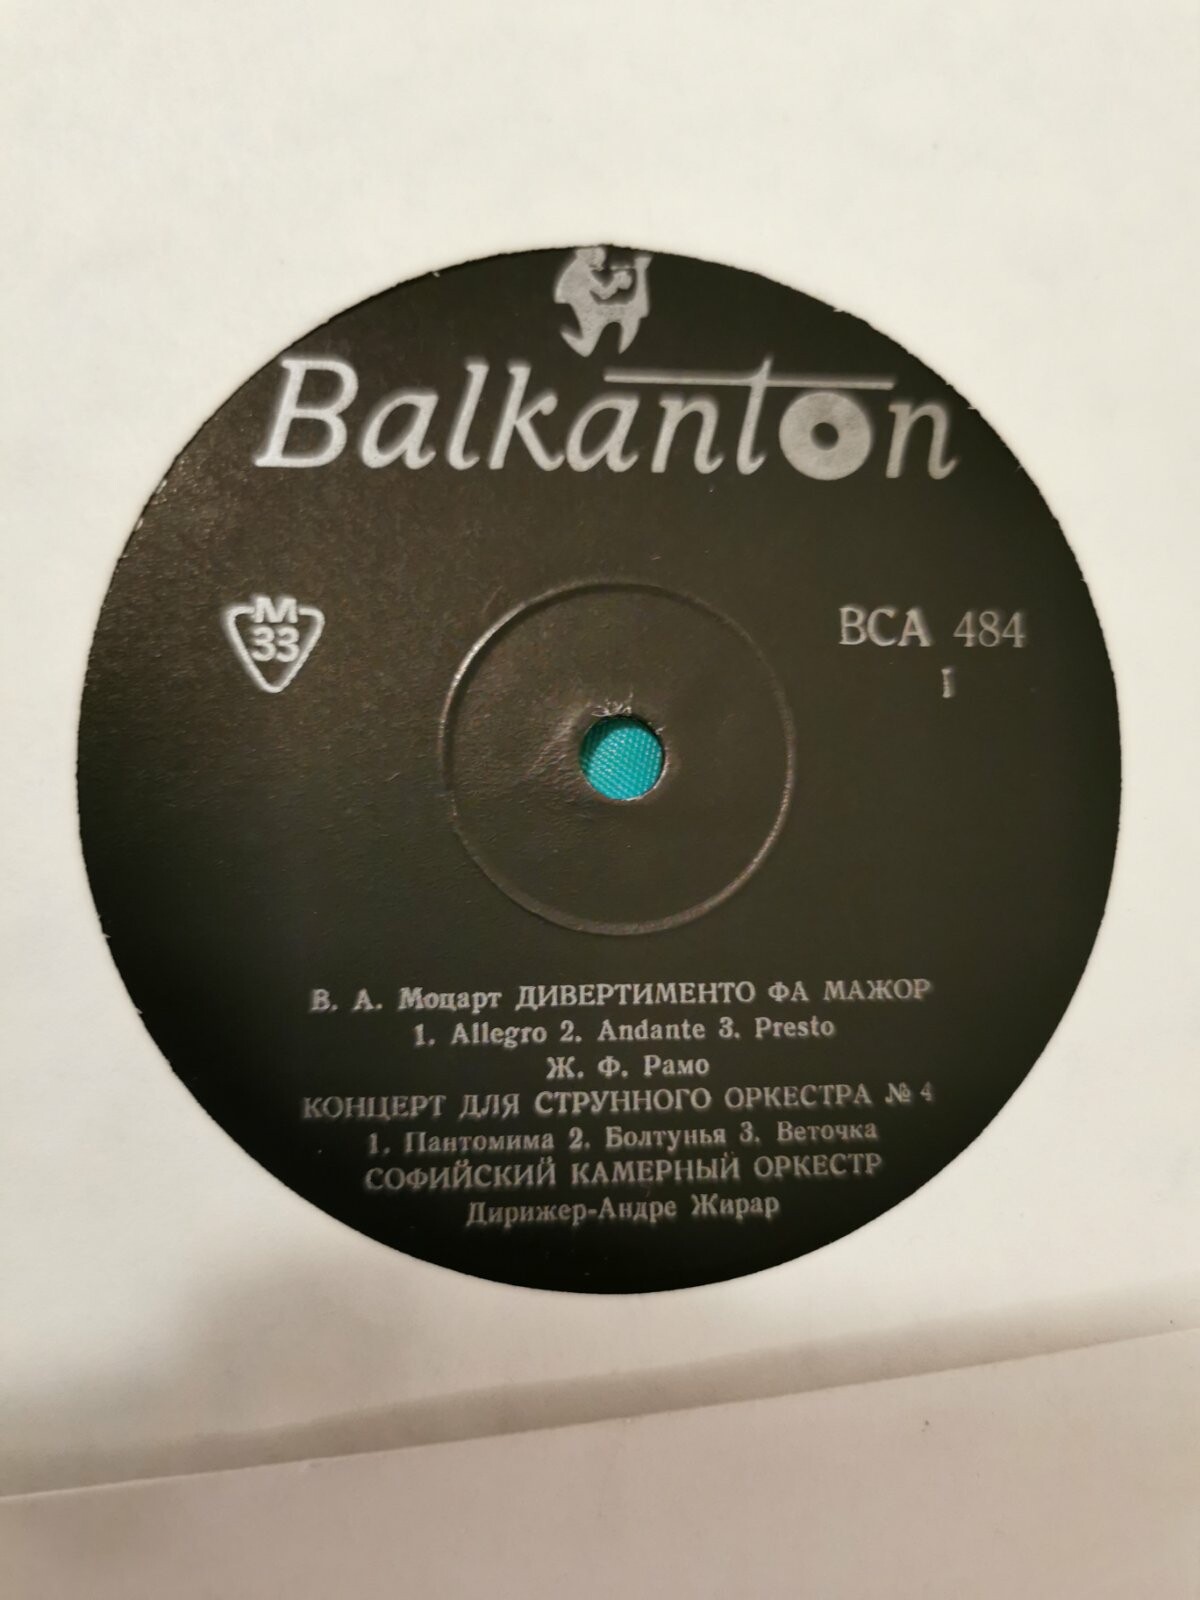 Balkanton
М
33
ВСА 484
I
В. А. Моцарт ДИВЕРТИМЕНТО ФА МАЖОР
1. Allegro 2. Andante 3. Presto
Ж. Ф. Рамо
КОНЦЕРТ ДЛЯ СТРУННОГО ОРКЕСТРА № 4
1. Пантомима 2. Болтунья 3. Веточка
СОФИЙСКИЙ КАМЕРНЫЙ ОРКЕСТР
Дирижер-Андре Жирар